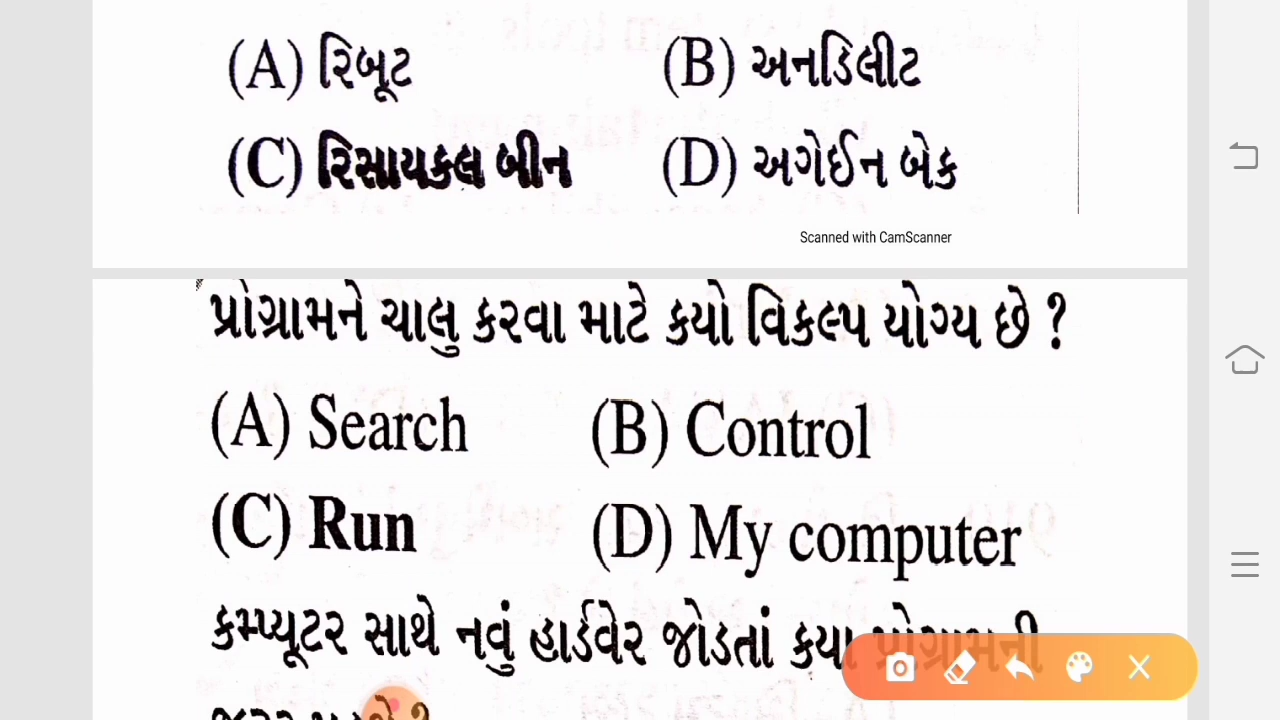 (A) રિબૂટ (B) અનડિલીટ
(C) રિસાયકલ બીન (D) અગેઈન બેક
Scanned with CamScanner
પ્રોગ્રામને ચાલુ કરવા માટે કયો વિકલ્પ યોગ્ય છે ?
(A) Search (B) Control
(C) Run (D) My computer
કમ્પ્યૂટર સાથે નવું હાર્ડવેર જોડતાં કયા પ્રોગ્રામની